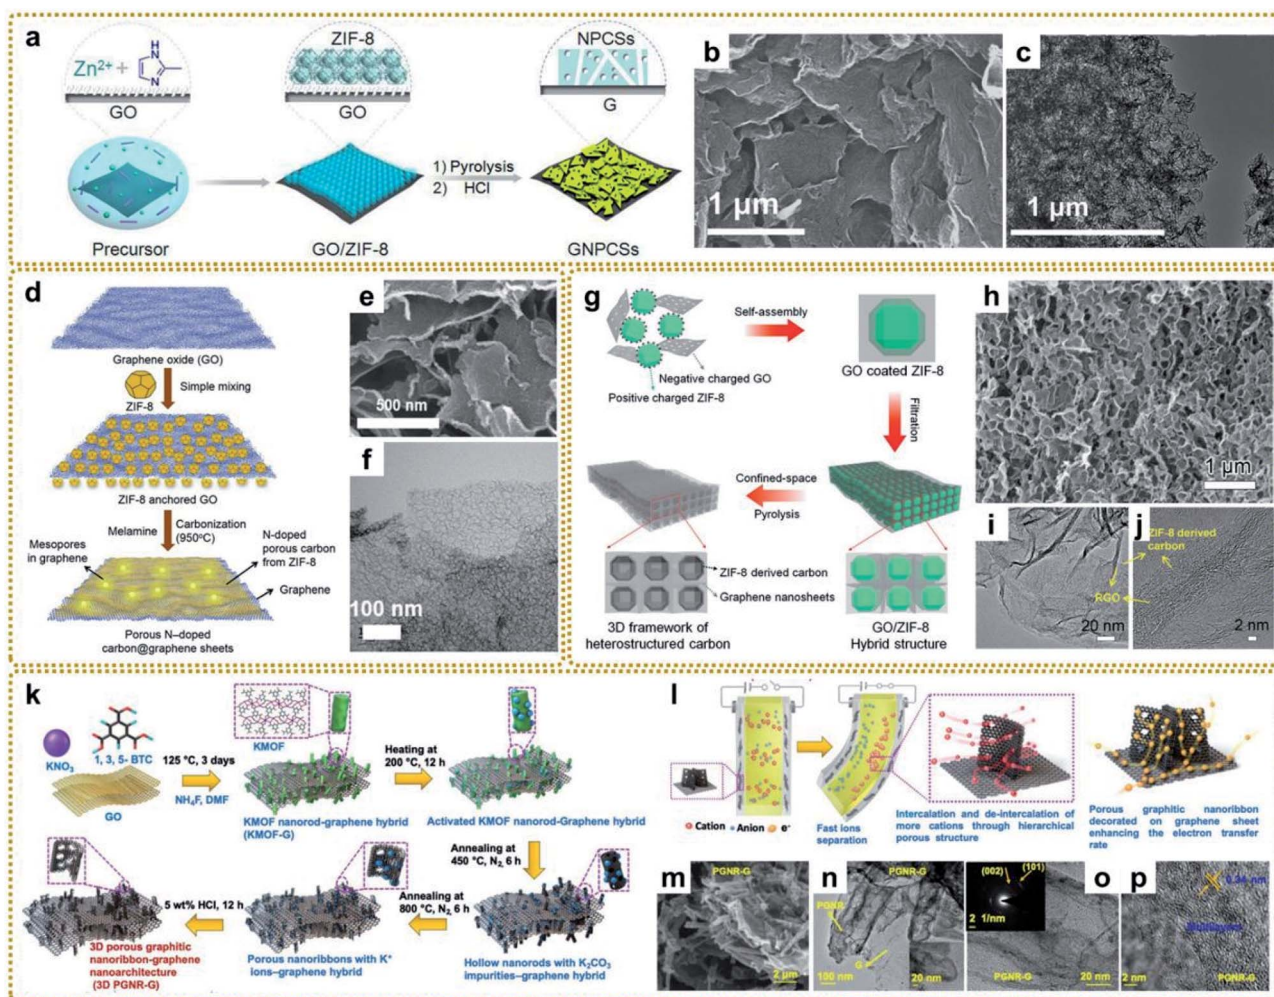 a
Zn2+ +
H
N
N
GO
ZIF-8
GO
NPCSs
G
1) Pyrolysis
2) HCl
Precursor
GO/ZIF-8
GNPCSs
b
1 µm
c
1 µm
d
Graphene oxide (GO)
Simple mixing
ZIF-8
ZIF-8 anchored GO
Melamine
Carbonization
(950°C)
Mesopores
in graphene
N-doped
porous carbon
from ZIF-8
Graphene
Porous N–doped
carbon@graphene sheets
e
500 nm
f
100 nm
g
Self-assembly
Negative charged GO
Positive charged ZIF-8
GO coated ZIF-8
Filtration
Confined-space
Pyrolysis
ZIF-8 derived carbon
Graphene nanosheets
3D framework of
heterostructured carbon
GO/ZIF-8
Hybrid structure
h
1 µm
i
RGO
20 nm
j
ZIF-8 derived
carbon
2 nm
k
KNO3
1, 3, 5- BTC
GO
125 °C, 3 days
NH4F, DMF
KMOF
KMOF nanorod-graphene hybrid
(KMOF-G)
Heating at
200 °C, 12 h
Activated KMOF nanorod-Graphene hybrid
Annealing at
450 °C, N2, 6 h
Hollow nanorods with K2CO3
impurities–graphene hybrid
Annealing at
800 °C, N2, 6 h
Porous nanoribbons with K+
ions–graphene hybrid
5 wt% HCl, 12 h
3D porous graphitic
nanoribbon-graphene
nanoarchitecture
(3D PGNR-G)
l
Cation
Anion
e-
Fast ions
separation
Intercalation and de-intercalation of
more cations through hierarchical
porous structure
Porous graphitic nanoribbon
decorated on graphene sheet
enhancing the electron transfer
rate
m
PGNR-G
2 µm
n
PGNR-G
PGNR
G
100 nm
20 nm
o
(002)
(101)
2 1/nm
PGNR-G
20 nm
p
0.34 nm
Multilayers
2 nm
PGNR-G